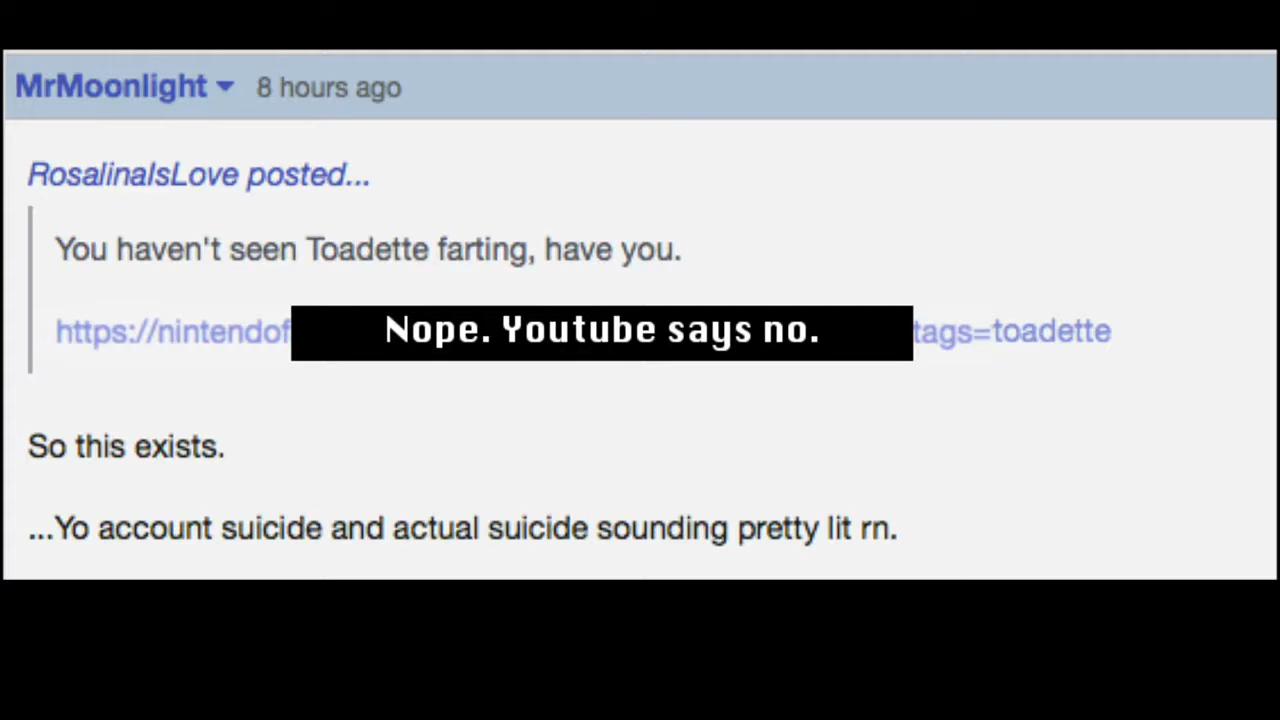 MrMoonlight 8 hours ago
RosalinaIsLove posted...
You haven't seen Toadette farting, have you.
https://nintendof Nope. Youtube says no. tags=toadette
So this exists.
...Yo account suicide and actual suicide sounding pretty lit rn.